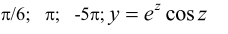 π/6; π; -5π; y = e^z cos z